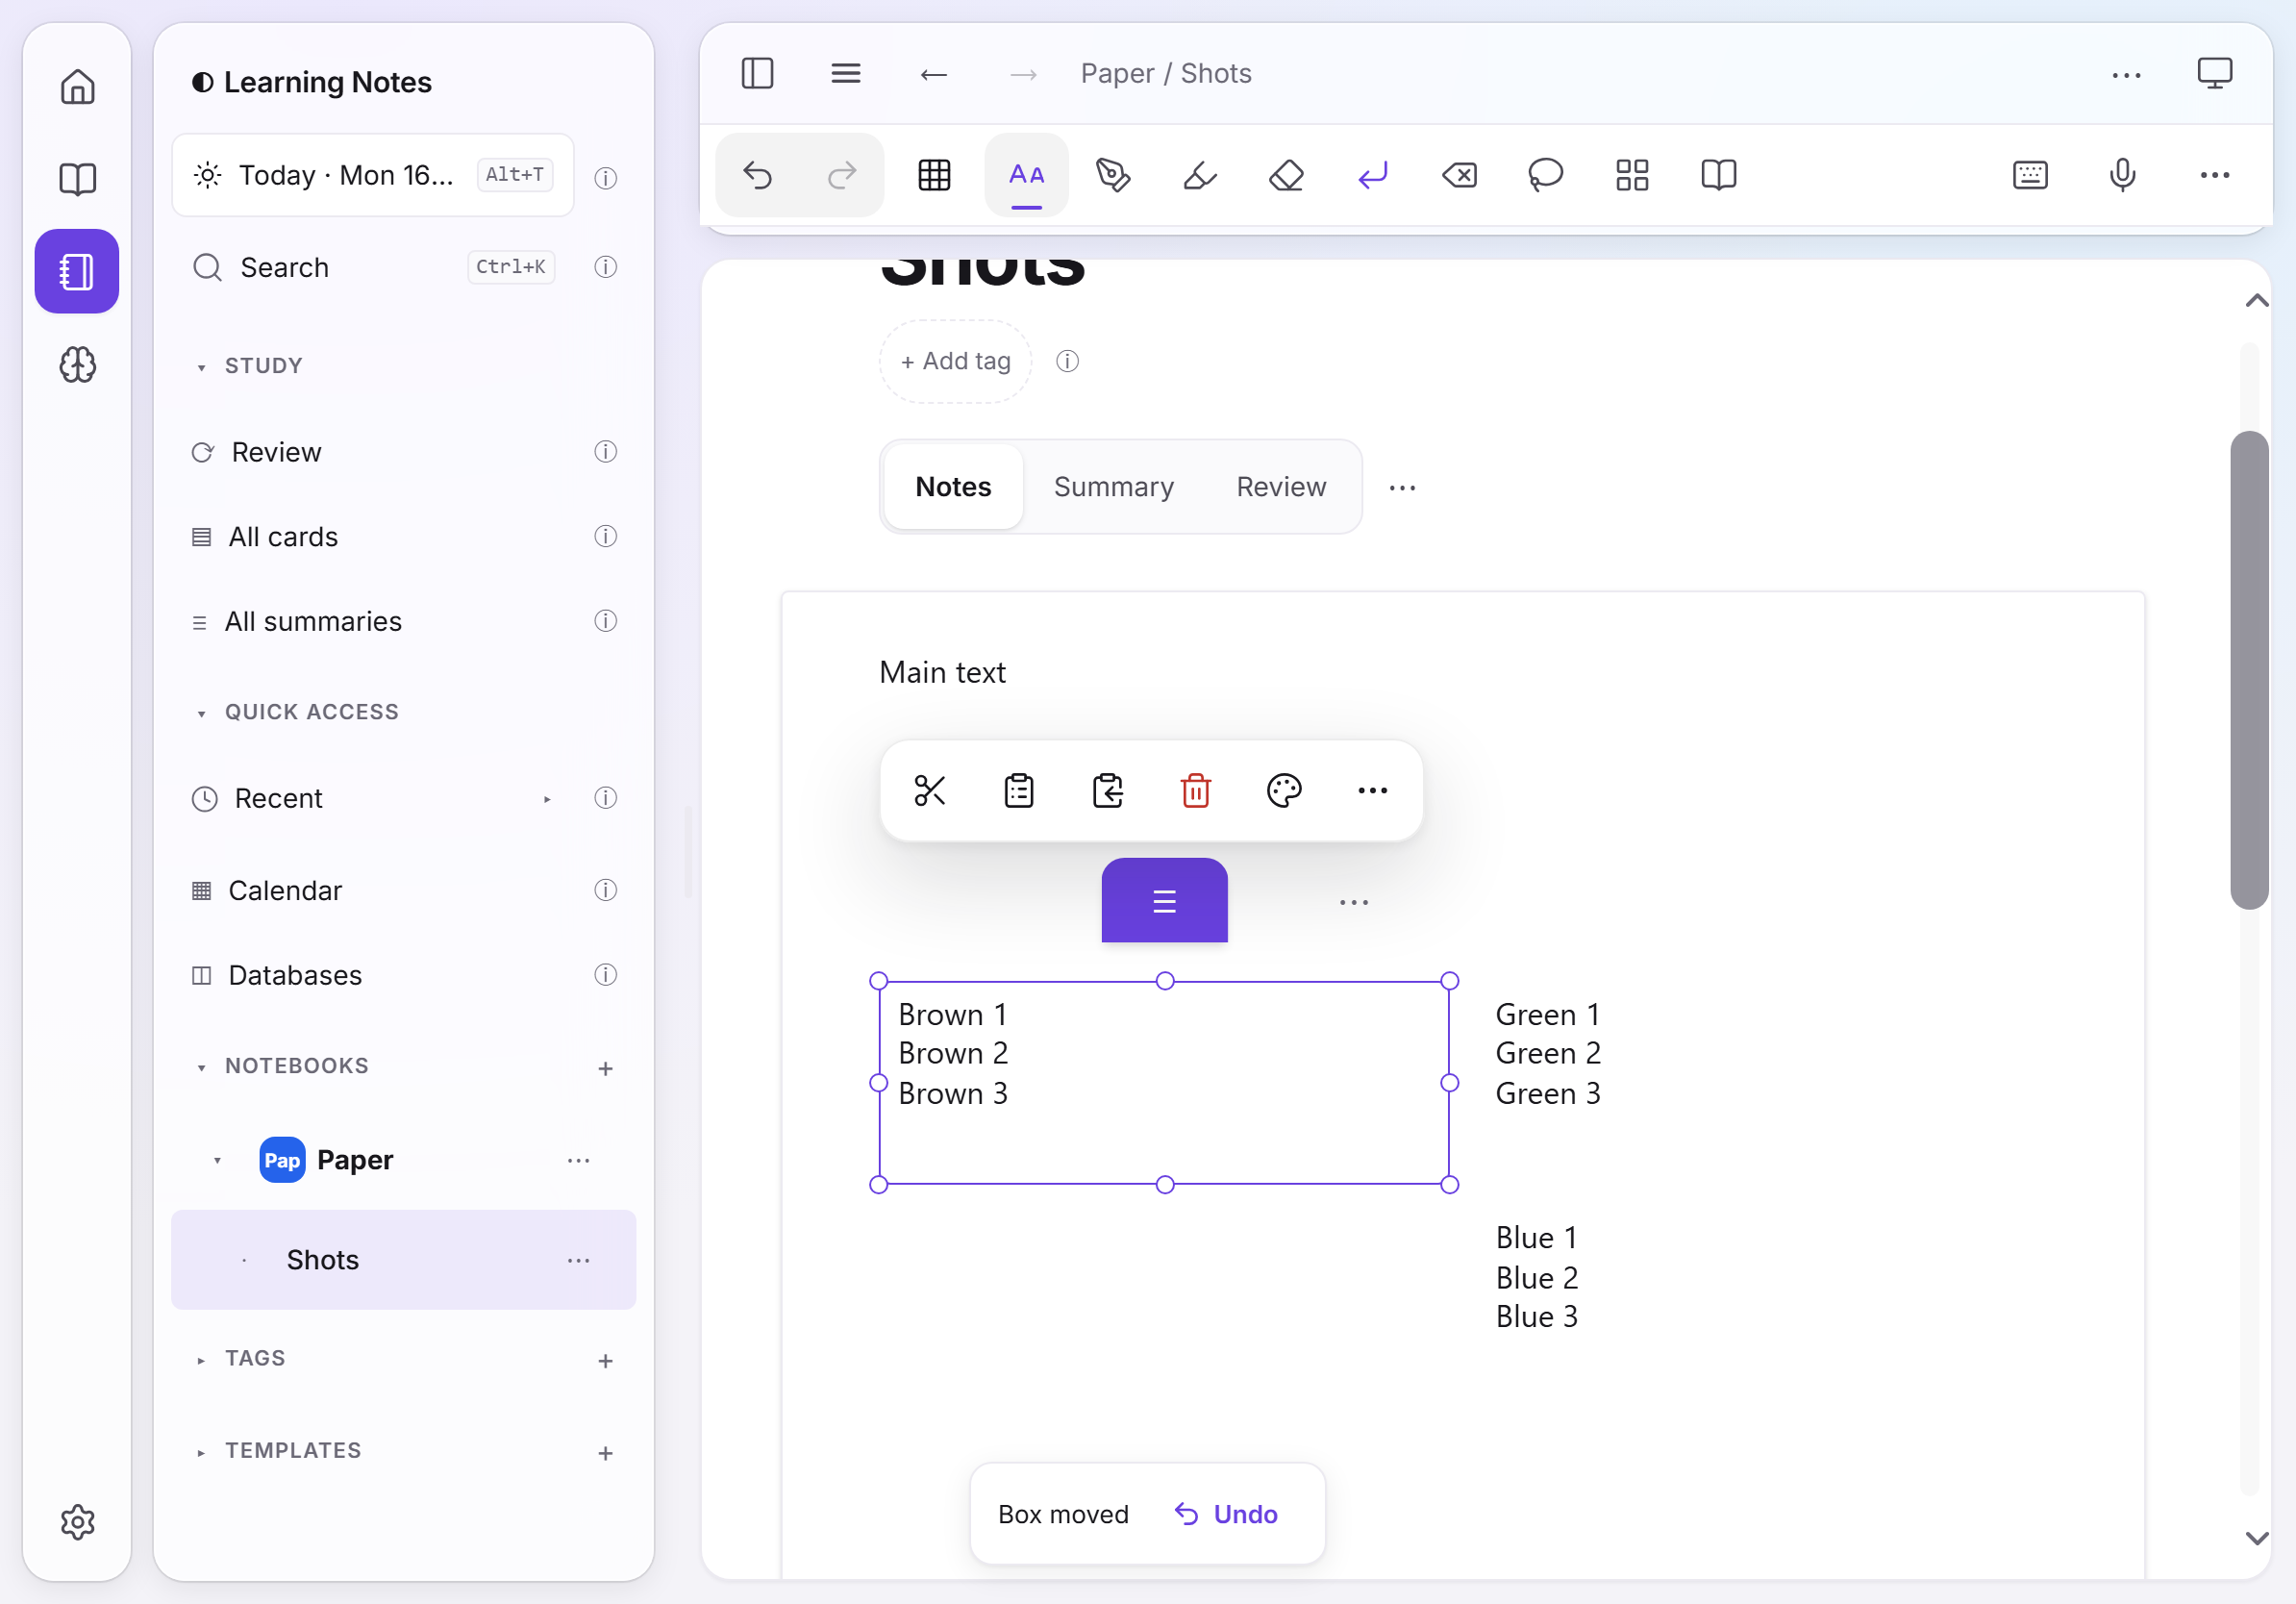 Learning Notes
Today · Mon 16... Alt+T
Search Ctrl+K
STUDY
Review
All cards
All summaries
QUICK ACCESS
Recent
Calendar
Databases
NOTEBOOKS
Pap Paper
Shots
TAGS
TEMPLATES
Paper / Shots
AA
Shots
+ Add tag
Notes Summary Review
Main text
Brown 1
Brown 2
Brown 3
Green 1
Green 2
Green 3
Blue 1
Blue 2
Blue 3
Box moved Undo